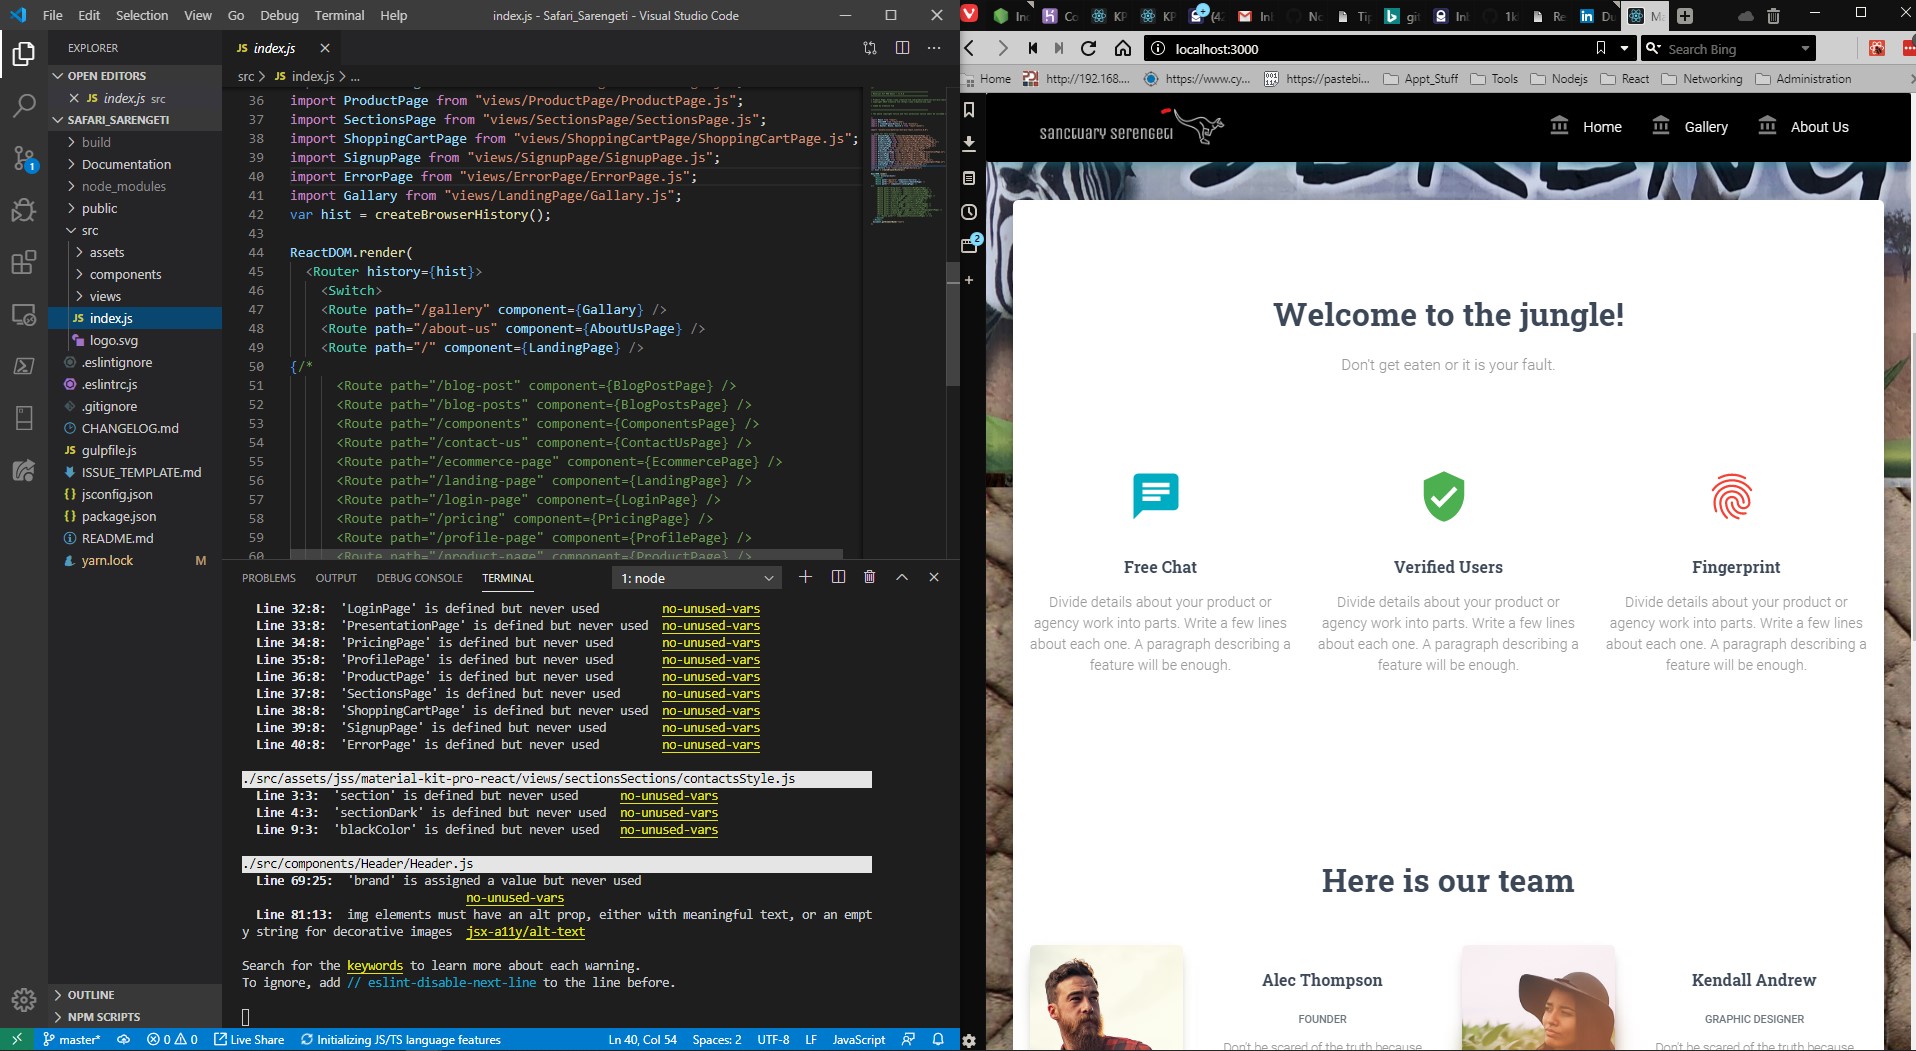 File Edit Selection View Go Debug Terminal Help
index.js - Safari_Sarengeti - Visual Studio Code
EXPLORER
OPEN EDITORS
JS index.js src
SAFARI_SARENGETI
build
Documentation
node_modules
public
src
assets
components
views
JS index.js
logo.svg
.eslintignore
.eslintrc.js
.gitignore
CHANGELOG.md
JS gulpfile.js
ISSUE_TEMPLATE.md
{} jsconfig.json
{} package.json
README.md
yarn.lock M
OUTLINE
NPM SCRIPTS
1
JS index.js
src > JS index.js > ...
36 import ProductPage from "views/ProductPage/ProductPage.js";
37 import SectionsPage from "views/SectionsPage/SectionsPage.js";
38 import ShoppingCartPage from "views/ShoppingCartPage/ShoppingCartPage.js";
39 import SignupPage from "views/SignupPage/SignupPage.js";
40 import ErrorPage from "views/ErrorPage/ErrorPage.js";
41 import Gallary from "views/LandingPage/Gallary.js";
42 var hist = createBrowserHistory();
43
44 ReactDOM.render(
45 <Router history={hist}>
46 <Switch>
47 <Route path="/gallery" component={Gallary} />
48 <Route path="/about-us" component={AboutUsPage} />
49 <Route path="/" component={LandingPage} />
50 {/*
51 <Route path="/blog-post" component={BlogPostPage} />
52 <Route path="/blog-posts" component={BlogPostsPage} />
53 <Route path="/components" component={ComponentsPage} />
54 <Route path="/contact-us" component={ContactUsPage} />
55 <Route path="/ecommerce-page" component={EcommercePage} />
56 <Route path="/landing-page" component={LandingPage} />
57 <Route path="/login-page" component={LoginPage} />
58 <Route path="/pricing" component={PricingPage} />
59 <Route path="/profile-page" component={ProfilePage} />
60 <Route path="/product-page" component={ProductPage} />
PROBLEMS OUTPUT DEBUG CONSOLE TERMINAL 1: node
Line 32:8: 'LoginPage' is defined but never used no-unused-vars
Line 33:8: 'PresentationPage' is defined but never used no-unused-vars
Line 34:8: 'PricingPage' is defined but never used no-unused-vars
Line 35:8: 'ProfilePage' is defined but never used no-unused-vars
Line 36:8: 'ProductPage' is defined but never used no-unused-vars
Line 37:8: 'SectionsPage' is defined but never used no-unused-vars
Line 38:8: 'ShoppingCartPage' is defined but never used no-unused-vars
Line 39:8: 'SignupPage' is defined but never used no-unused-vars
Line 40:8: 'ErrorPage' is defined but never used no-unused-vars
./src/assets/jss/material-kit-pro-react/views/sectionsSections/contactsStyle.js
Line 3:3: 'section' is defined but never used no-unused-vars
Line 4:3: 'sectionDark' is defined but never used no-unused-vars
Line 9:3: 'blackColor' is defined but never used no-unused-vars
./src/components/Header/Header.js
Line 69:25: 'brand' is assigned a value but never used
no-unused-vars
Line 81:13: img elements must have an alt prop, either with meaningful text, or an empt
y string for decorative images jsx-a11y/alt-text
Search for the keywords to learn more about each warning.
To ignore, add // eslint-disable-next-line to the line before.
master* 0 0 Live Share Initializing JS/TS language features Ln 40, Col 54 Spaces: 2 UTF-8 LF JavaScript
localhost:3000
Search Bing
Home http://192.168.... https://www.cy... https://pastebi... Appt_Stuff Tools Nodejs React Networking Administration
2
sanctuary serengeti
Home Gallery About Us
Welcome to the jungle!
Don't get eaten or it is your fault.
Free Chat
Divide details about your product or
agency work into parts. Write a few lines
about each one. A paragraph describing a
feature will be enough.
Verified Users
Divide details about your product or
agency work into parts. Write a few lines
about each one. A paragraph describing a
feature will be enough.
Fingerprint
Divide details about your product or
agency work into parts. Write a few lines
about each one. A paragraph describing a
feature will be enough.
Here is our team
Alec Thompson
FOUNDER
Don't be scared of the truth because
Kendall Andrew
GRAPHIC DESIGNER
Don't be scared of the truth because